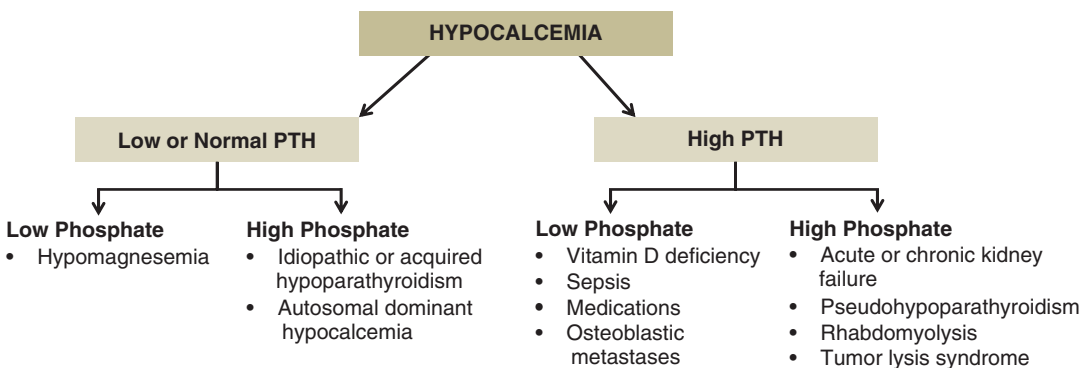 HYPOCALCEMIA
Low or Normal PTH
High PTH
Low Phosphate
• Hypomagnesemia
High Phosphate
• Idiopathic or acquired
hypoparathyroidism
• Autosomal dominant
hypocalcemia
Low Phosphate
• Vitamin D deficiency
• Sepsis
• Medications
• Osteoblastic
metastases
High Phosphate
• Acute or chronic kidney
failure
• Pseudohypoparathyroidism
• Rhabdomyolysis
• Tumor lysis syndrome